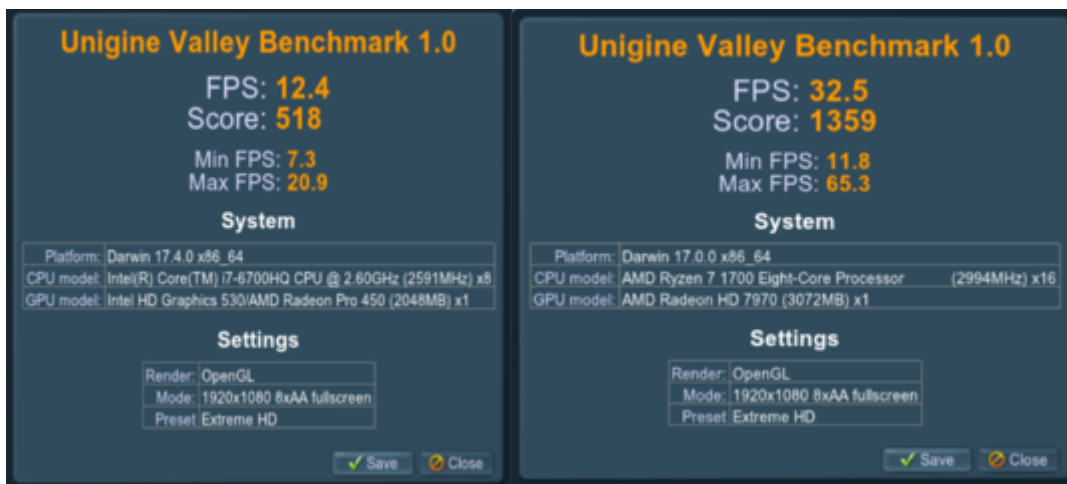 Unigine Valley Benchmark 1.0
FPS: 12.4
Score: 518
Min FPS: 7.3
Max FPS: 20.9
System
Platform: Darwin 17.4.0 x86_64
CPU model: Intel(R) Core(TM) i7-6700HQ CPU @ 2.60GHz (2591MHz) x8
GPU model: Intel HD Graphics 530/AMD Radeon Pro 450 (2048MB) x1
Settings
Render: OpenGL
Mode: 1920x1080 8xAA fullscreen
Preset Extreme HD
Save Close
Unigine Valley Benchmark 1.0
FPS: 32.5
Score: 1359
Min FPS: 11.8
Max FPS: 65.3
System
Platform: Darwin 17.0.0 x86_64
CPU model: AMD Ryzen 7 1700 Eight-Core Processor (2994MHz) x16
GPU model: AMD Radeon HD 7970 (3072MB) x1
Settings
Render: OpenGL
Mode: 1920x1080 8xAA fullscreen
Preset Extreme HD
Save Close